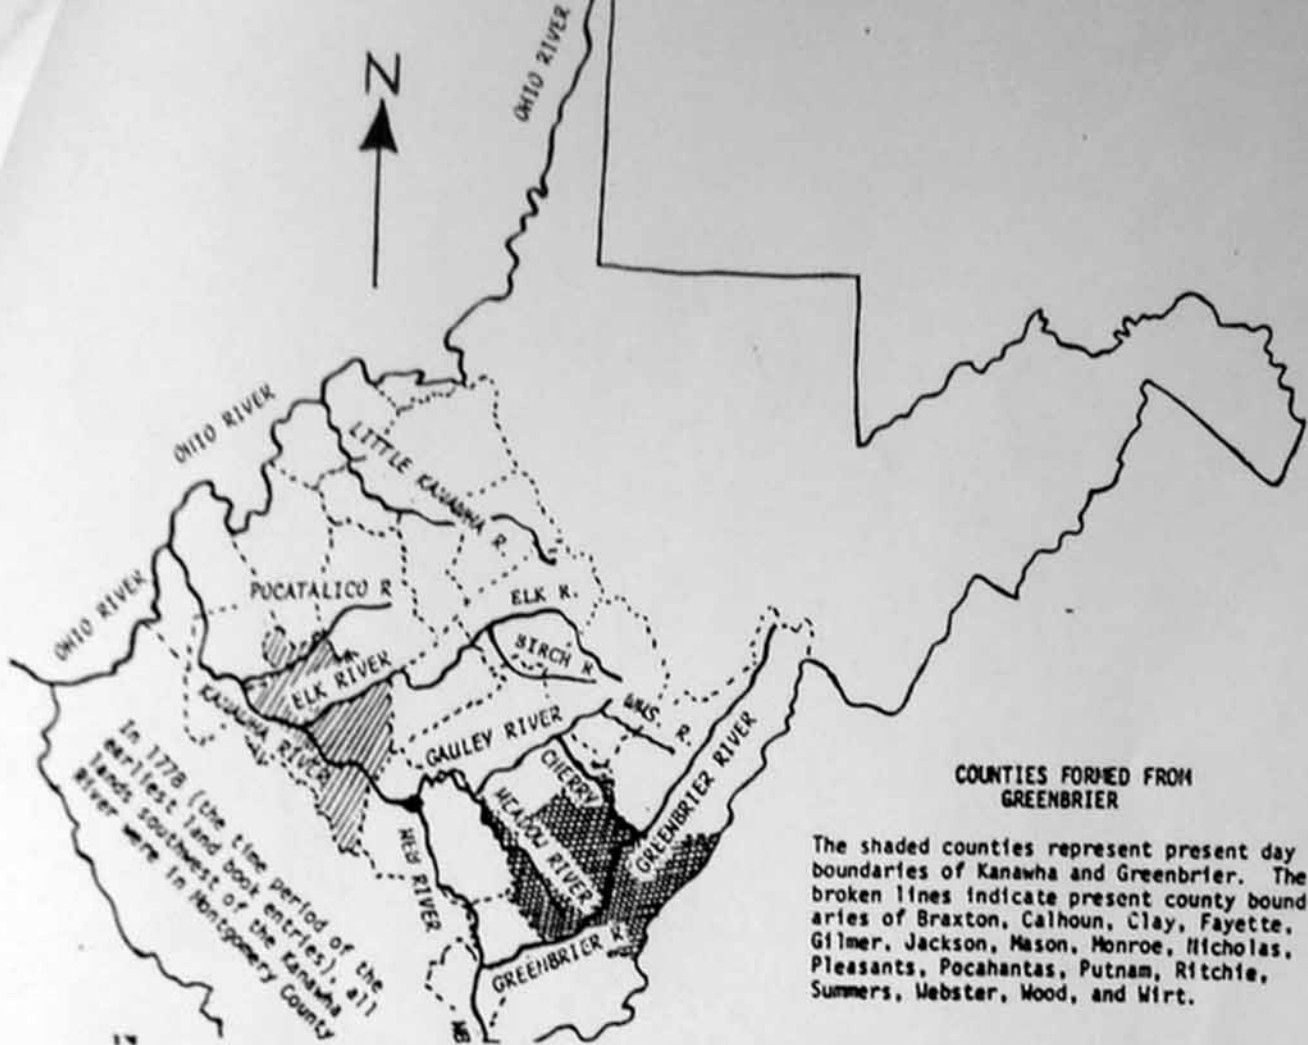 OHIO RIVER
N
OHIO RIVER
LITTLE KANAWHA R.
OHIO RIVER
POCATALICO R
ELK R.
BIRCH R
ELK RIVER
KANAWHA RIVER
WMS. R.
GAULEY RIVER
CHERRY
MEADOW RIVER
GREENBRIER RIVER
NEW RIVER
GREENBRIER R.
In 1778 (the time period of the
earliest land book entries), all
lands southwest of the Kanawha
River were in Montgomery County
COUNTIES FORMED FROM
GREENBRIER
The shaded counties represent present day
boundaries of Kanawha and Greenbrier. The
broken lines indicate present county bound
aries of Braxton, Calhoun, Clay, Fayette,
Gilmer, Jackson, Mason, Monroe, Nicholas,
Pleasants, Pocahantas, Putnam, Ritchie,
Summers, Webster, Wood, and Wirt.